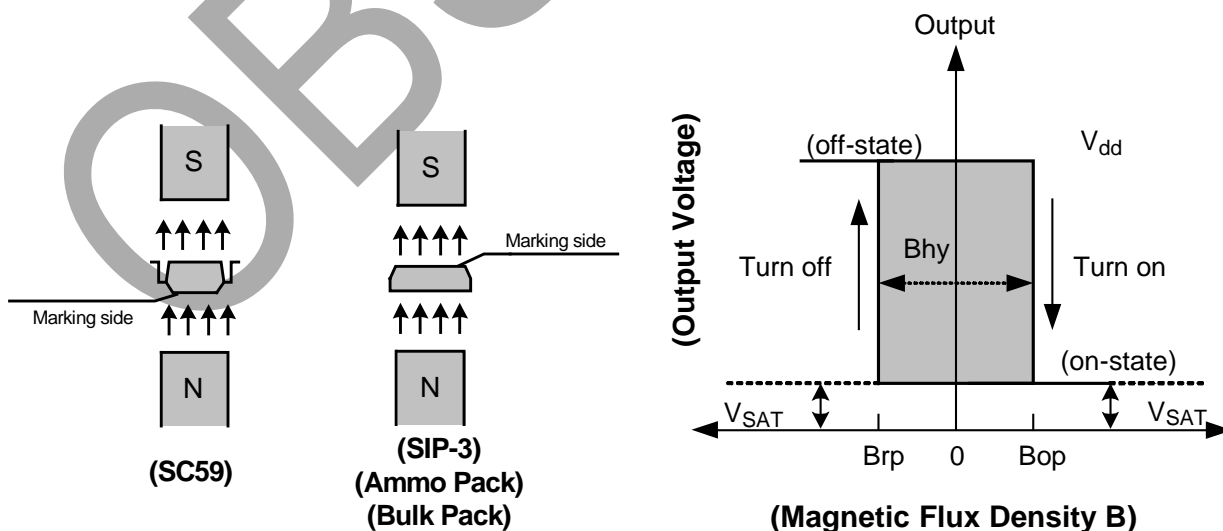 OBS
S
S
Marking side
Marking side
N
N
(SC59)
(SIP-3)
(Ammo Pack)
(Bulk Pack)
Output
(off-state)
Vdd
(Output Voltage)
Bhy
Turn off
Turn on
(on-state)
VSAT
VSAT
Brp
0
Bop
(Magnetic Flux Density B)